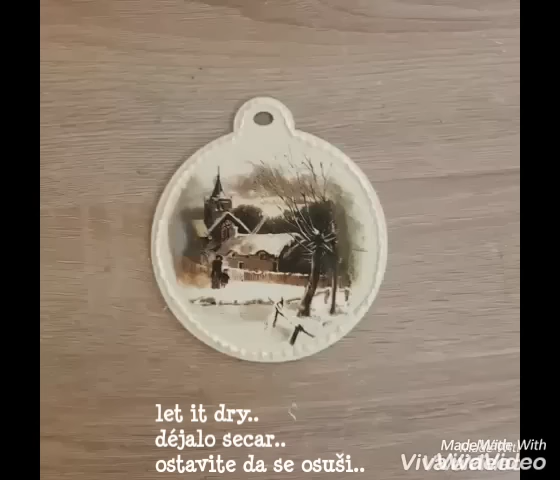 let it dry..
déjalo secar..
ostavite da se osuši..
Made With
VivaVideo